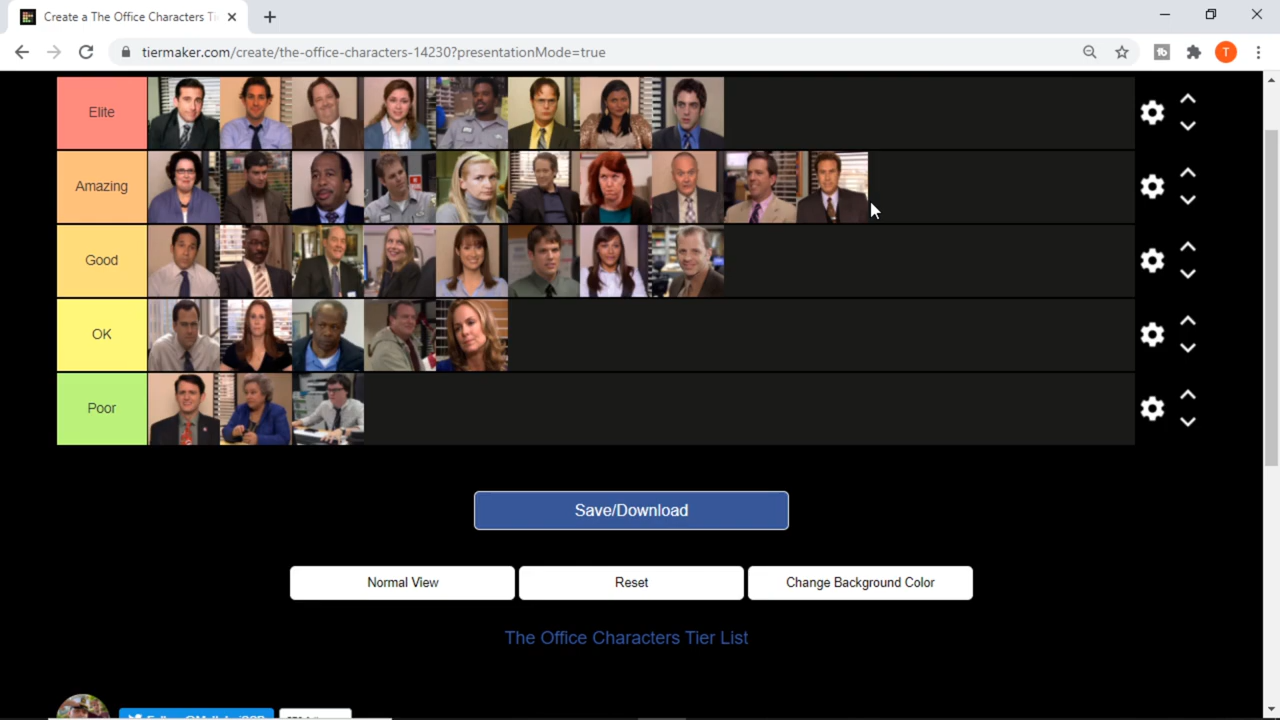 Create a The Office Characters Ti
tiermaker.com/create/the-office-characters-14230?presentationMode=true
T
Elite
Amazing
Good
OK
Poor
Save/Download
Normal View
Reset
Change Background Color
The Office Characters Tier List